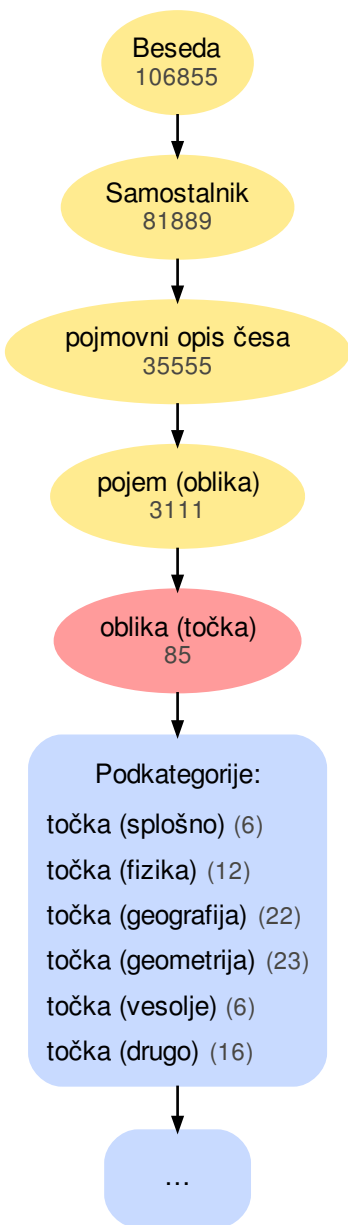 Beseda
106855
Samostalnik
81889
pojmovni opis česa
35555
pojem (oblika)
3111
oblika (točka)
85
Podkategorije:
točka (splošno) (6)
točka (fizika) (12)
točka (geografija) (22)
točka (geometrija) (23)
točka (vesolje) (6)
točka (drugo) (16)
...